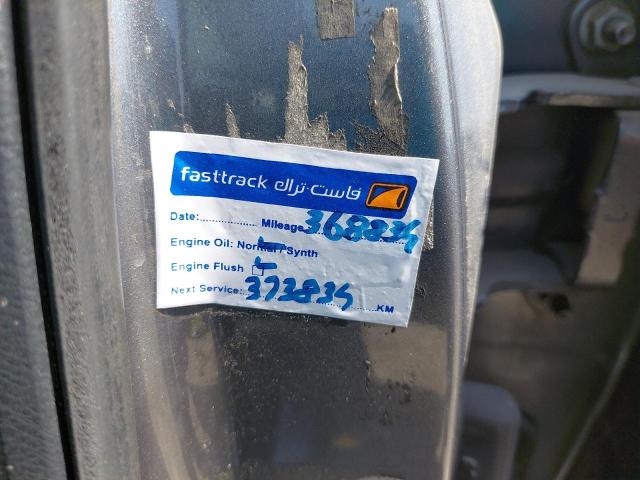 fasttrack فاست·تراك
Date:.................. Mileage 368834
Engine Oil: Normal / Synth
Engine Flush
Next Service: 373834 KM